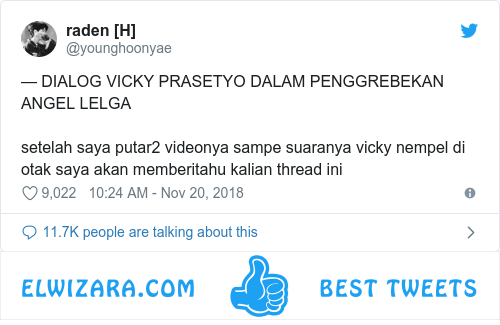 raden [H]
@younghoonyae
— DIALOG VICKY PRASETYO DALAM PENGGREBEKAN
ANGEL LELGA
setelah saya putar2 videonya sampe suaranya vicky nempel di
otak saya akan memberitahu kalian thread ini
9,022 10:24 AM - Nov 20, 2018
11.7K people are talking about this
ELWIZARA.COM BEST TWEETS